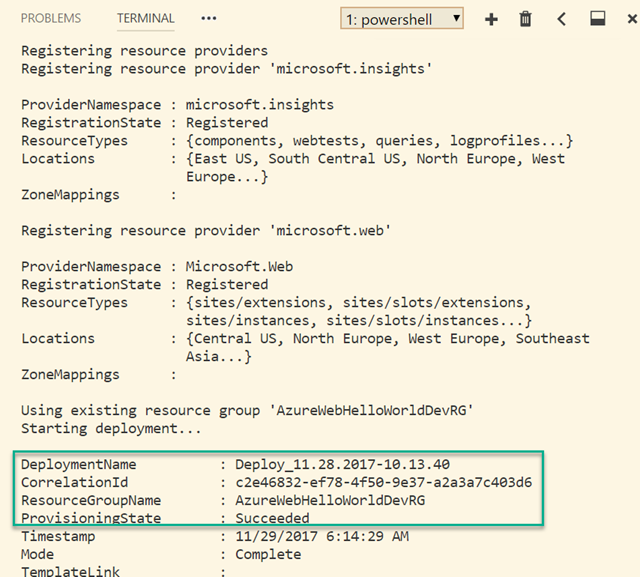 PROBLEMS TERMINAL ••• 1: powershell
Registering resource providers
Registering resource provider 'microsoft.insights'
ProviderNamespace : microsoft.insights
RegistrationState : Registered
ResourceTypes : {components, webtests, queries, logprofiles...}
Locations : {East US, South Central US, North Europe, West
Europe...}
ZoneMappings :
Registering resource provider 'microsoft.web'
ProviderNamespace : Microsoft.Web
RegistrationState : Registered
ResourceTypes : {sites/extensions, sites/slots/extensions,
sites/instances, sites/slots/instances...}
Locations : {Central US, North Europe, West Europe, Southeast
Asia...}
ZoneMappings :
Using existing resource group 'AzureWebHelloWorldDevRG'
Starting deployment...
DeploymentName : Deploy_11.28.2017-10.13.40
CorrelationId : c2e46832-ef78-4f50-9e37-a2a3a7c403d6
ResourceGroupName : AzureWebHelloWorldDevRG
ProvisioningState : Succeeded
Timestamp : 11/29/2017 6:14:29 AM
Mode : Complete
TemplateLink :